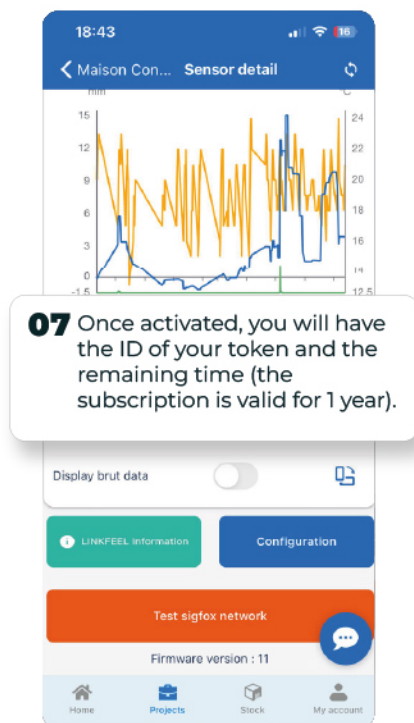 18:43
16
Maison Con... Sensor detail
mm
°C
15
24
12
22
9
20
6
18
3
16
0
14
-1.5
12.5
07 Once activated, you will have
the ID of your token and the
remaining time (the
subscription is valid for 1 year).
Display brut data
i LINKFEEL Information
Configuration
Test sigfox network
Firmware version : 11
Home
Projects
Stock
My account